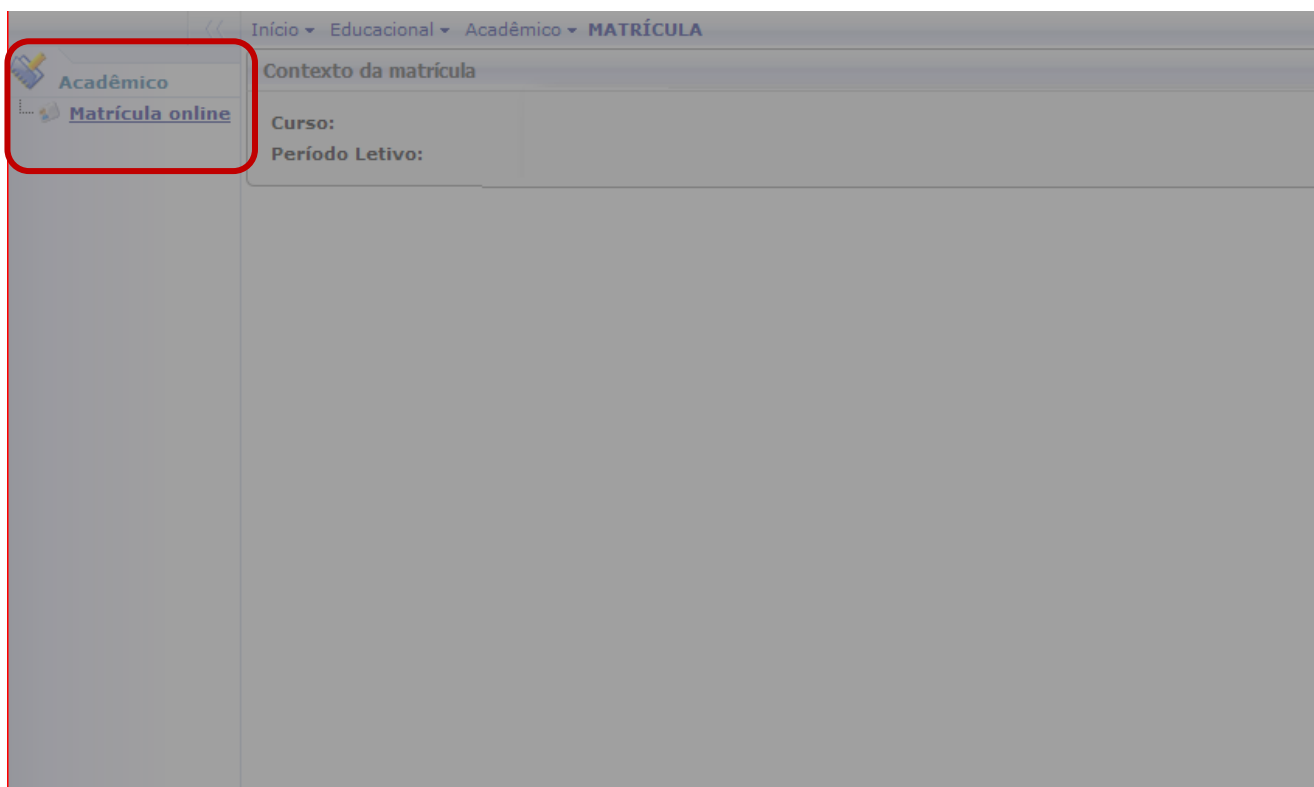 Início Educacional Acadêmico MATRÍCULA
Acadêmico
Matrícula online
Contexto da matrícula
Curso:
Período Letivo: